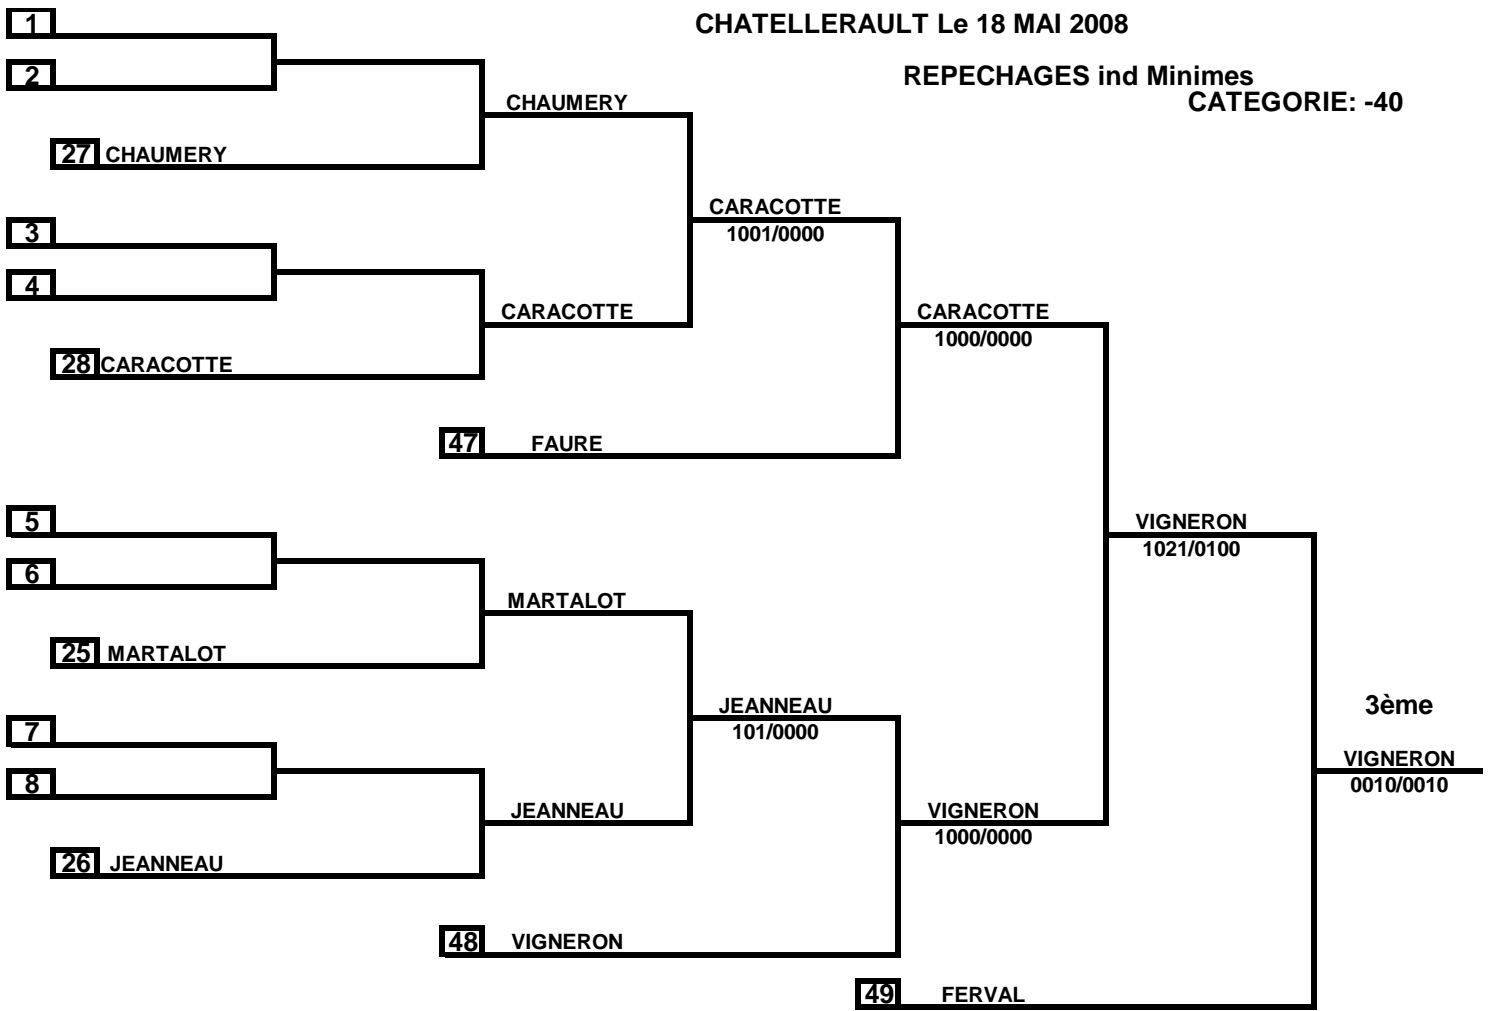 1
CHATELLERAULT Le 18 MAI 2008
2
REPECHAGES ind Minimes
CATEGORIE: -40
CHAUMERY
27 CHAUMERY
CARACOTTE
1001/0000
3
4
CARACOTTE
CARACOTTE
1000/0000
28 CARACOTTE
47 FAURE
5
VIGNERON
1021/0100
6
MARTALOT
25 MARTALOT
JEANNEAU
101/0000
3ème
7
VIGNERON
0010/0010
8
JEANNEAU
VIGNERON
1000/0000
26 JEANNEAU
48 VIGNERON
49 FERVAL